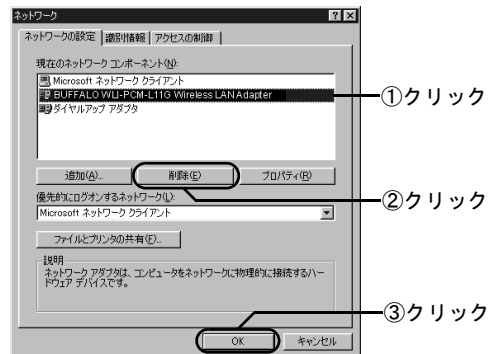 ネットワーク
ネットワークの設定 識別情報 アクセスの制御
現在のネットワーク コンポーネント(N):
Microsoft ネットワーク クライアント
BUFFALO WLI-PCM-L11G Wireless LAN Adapter
ダイヤルアップ アダプタ
①クリック
追加(A)... 削除(E) プロパティ(R)
②クリック
優先的にログオンするネットワーク(L):
Microsoft ネットワーク クライアント
ファイルとプリンタの共有(F)...
説明
ネットワーク アダプタは、コンピュータをネットワークに物理的に接続するハー
ドウェア デバイスです。
③クリック
OK キャンセル